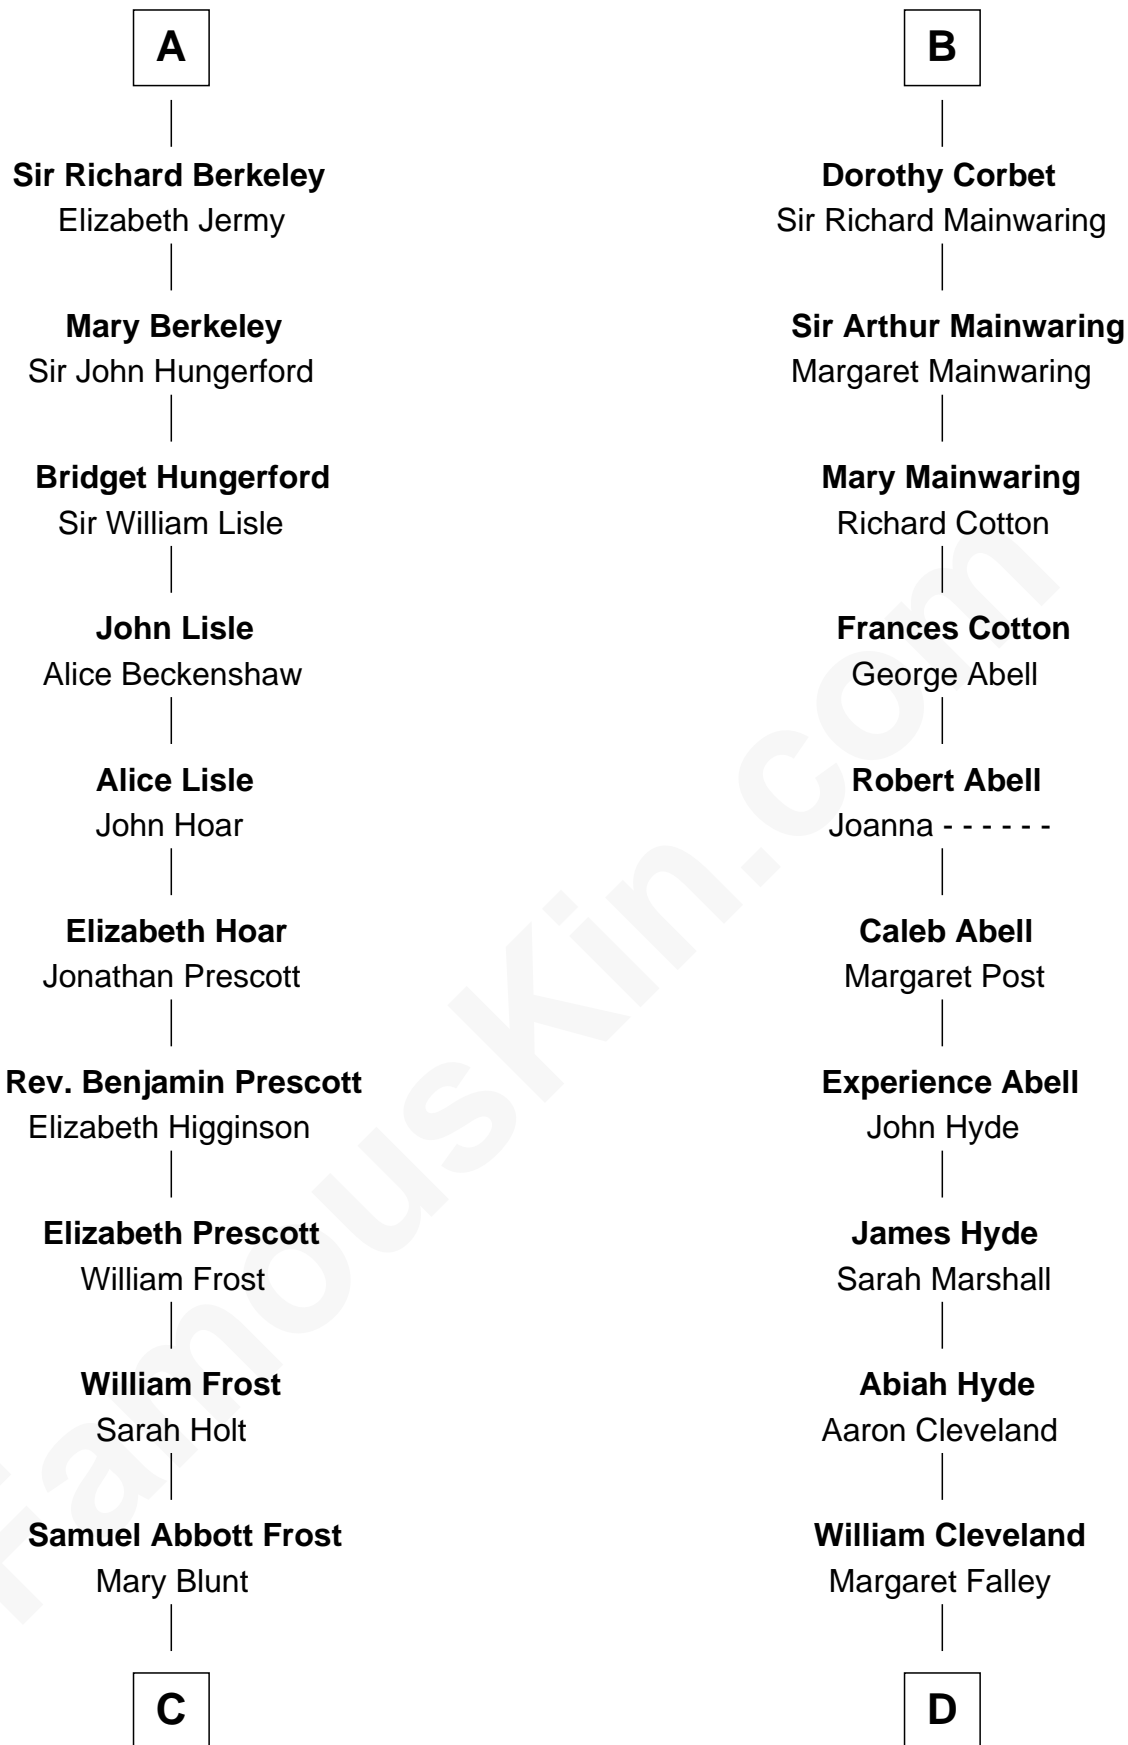 A
Sir Richard Berkeley
Elizabeth Jermy
Mary Berkeley
Sir John Hungerford
Bridget Hungerford
Sir William Lisle
John Lisle
Alice Beckenshaw
Alice Lisle
John Hoar
Elizabeth Hoar
Jonathan Prescott
Rev. Benjamin Prescott
Elizabeth Higginson
Elizabeth Prescott
William Frost
William Frost
Sarah Holt
Samuel Abbott Frost
Mary Blunt
C
B
Dorothy Corbet
Sir Richard Mainwaring
Sir Arthur Mainwaring
Margaret Mainwaring
Mary Mainwaring
Richard Cotton
Frances Cotton
George Abell
Robert Abell
Joanna - - - - - -
Caleb Abell
Margaret Post
Experience Abell
John Hyde
James Hyde
Sarah Marshall
Abiah Hyde
Aaron Cleveland
William Cleveland
Margaret Falley
D
FamousKin.com